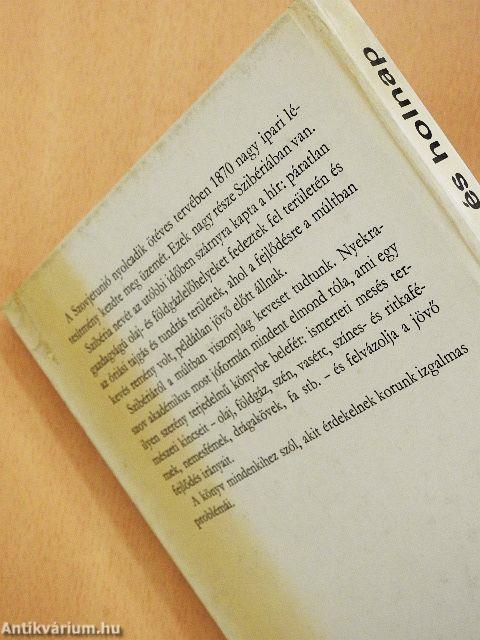 és holnap
A Szovjetunió nyolcadik ötéves tervében 1870 nagy ipari lé-
tesítmény kezdte meg üzemét. Ezek nagy része Szibériában van.
Szibéria nevét az utóbbi időben szárnyra kapta a hír: páratlan
gazdagságú olaj- és földgázlelőhelyeket fedeztek fel területén és
az óriási tajgás és tundrás területek, ahol a fejlődésre a múltban
kevés remény volt, példátlan jövő előtt állnak.
Szibériáról a múltban viszonylag keveset tudtunk. Nyekra-
szov akadémikus most jóformán mindent elmond róla, ami egy
ilyen szerény terjedelmű könyvbe belefér: ismerteti mesés ter-
mészeti kincseit – olaj, földgáz, szén, vasérc, színes- és ritkafé-
mek, nemesfémek, drágakövek, fa stb. – és felvázolja a jövő
fejlődés irányait.
A könyv mindenkihez szól, akit érdekelnek korunk izgalmas
problémái.
Antikvárium.hu